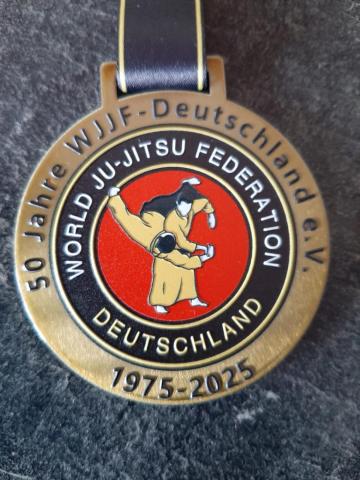 50 Jahre WJJF-Deutschland e.V.
WORLD JU-JITSU FEDERATION
DEUTSCHLAND
1975-2025